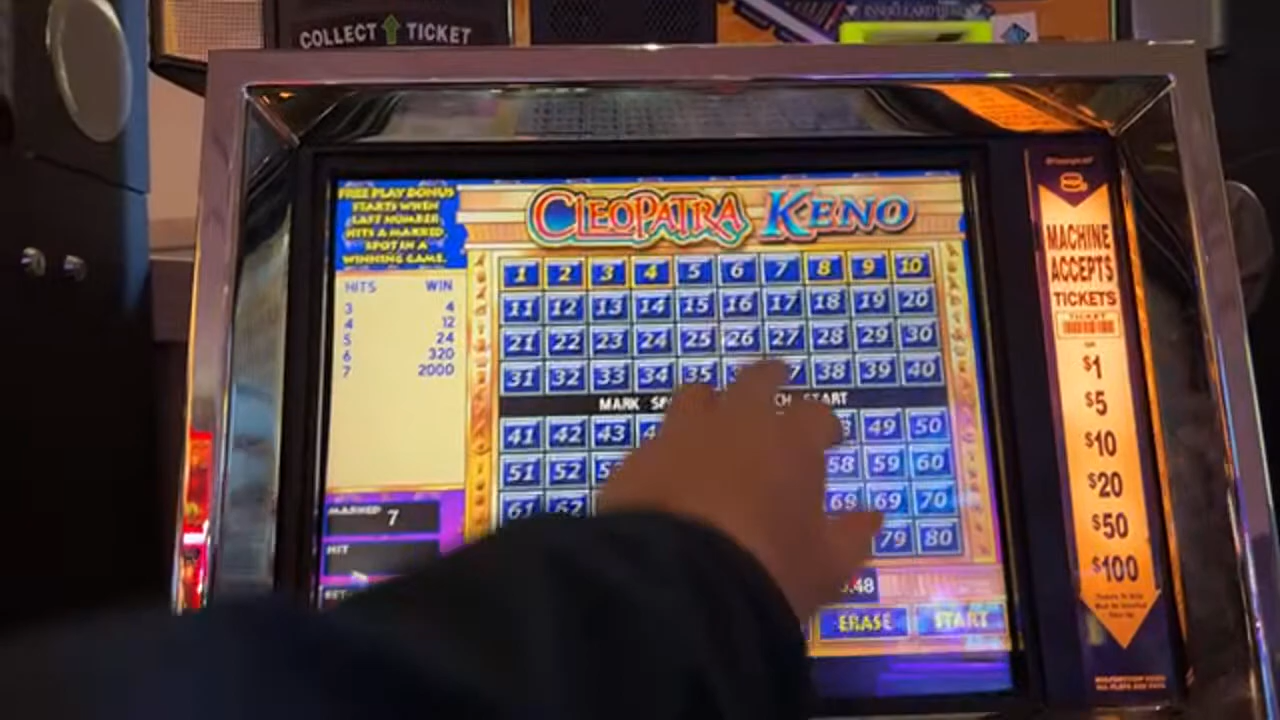 COLLECT TICKET
FREE PLAY BONUS
STARTS WHEN
LAST NUMBER
HITS A MARKED
SPOT IN A
WINNING GAME.
CLEOPATRA KENO
HITS WIN
3 4
4 12
5 24
6 320
7 2000
1 2 3 4 5 6 7 8 9 10
11 12 13 14 15 16 17 18 19 20
21 22 23 24 25 26 27 28 29 30
31 32 33 34 35 38 39 40
MARK START
41 42 43 49 50
51 52 58 59 60
61 62 68 69 70
79 80
MARKED 7
HIT
.48
ERASE START
MACHINE
ACCEPTS
TICKETS
TICKET
OR
$1
$5
$10
$20
$50
$100